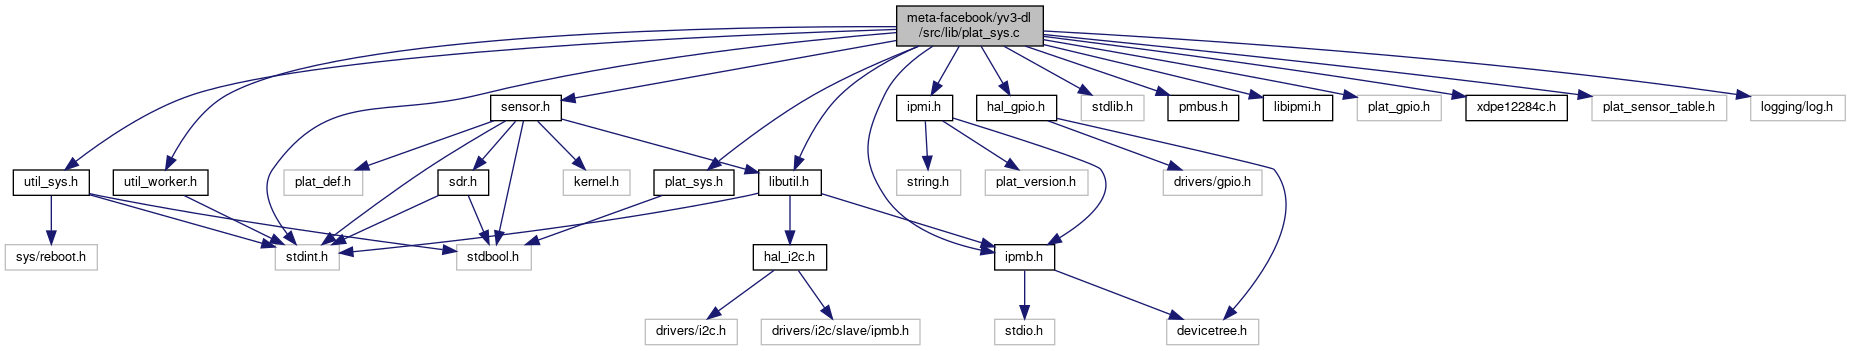 meta-facebook/yv3-dl
/src/lib/plat_sys.c
sensor.h
ipmi.h
hal_gpio.h
stdlib.h
pmbus.h
libipmi.h
plat_gpio.h
xdpe12284c.h
plat_sensor_table.h
logging/log.h
util_sys.h
util_worker.h
plat_def.h
sdr.h
kernel.h
plat_sys.h
libutil.h
string.h
plat_version.h
drivers/gpio.h
sys/reboot.h
stdint.h
stdbool.h
hal_i2c.h
ipmb.h
drivers/i2c.h
drivers/i2c/slave/ipmb.h
stdio.h
devicetree.h